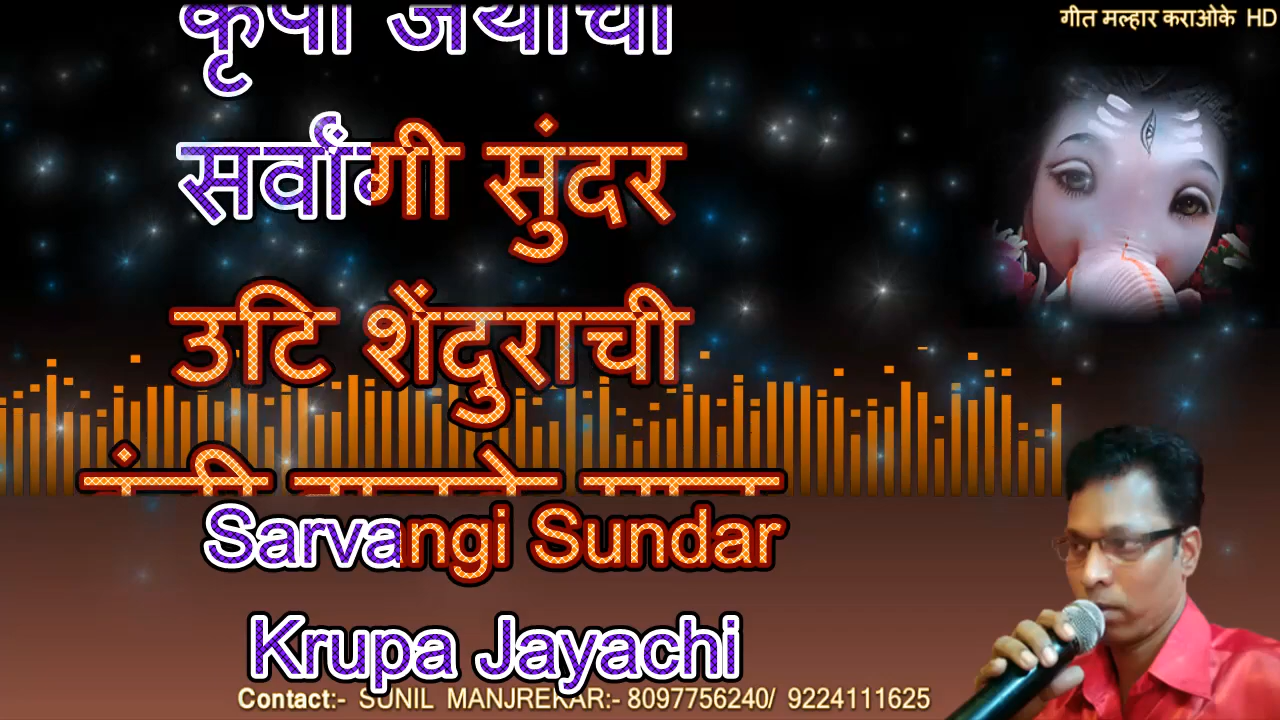 गीत मल्हार कराओके HD
कृपा जयाची
सर्वांगी सुंदर
उटि शेंदुराची
Sarvangi Sundar
Krupa Jayachi
Contact:- SUNIL MANJREKAR:- 8097756240/ 9224111625